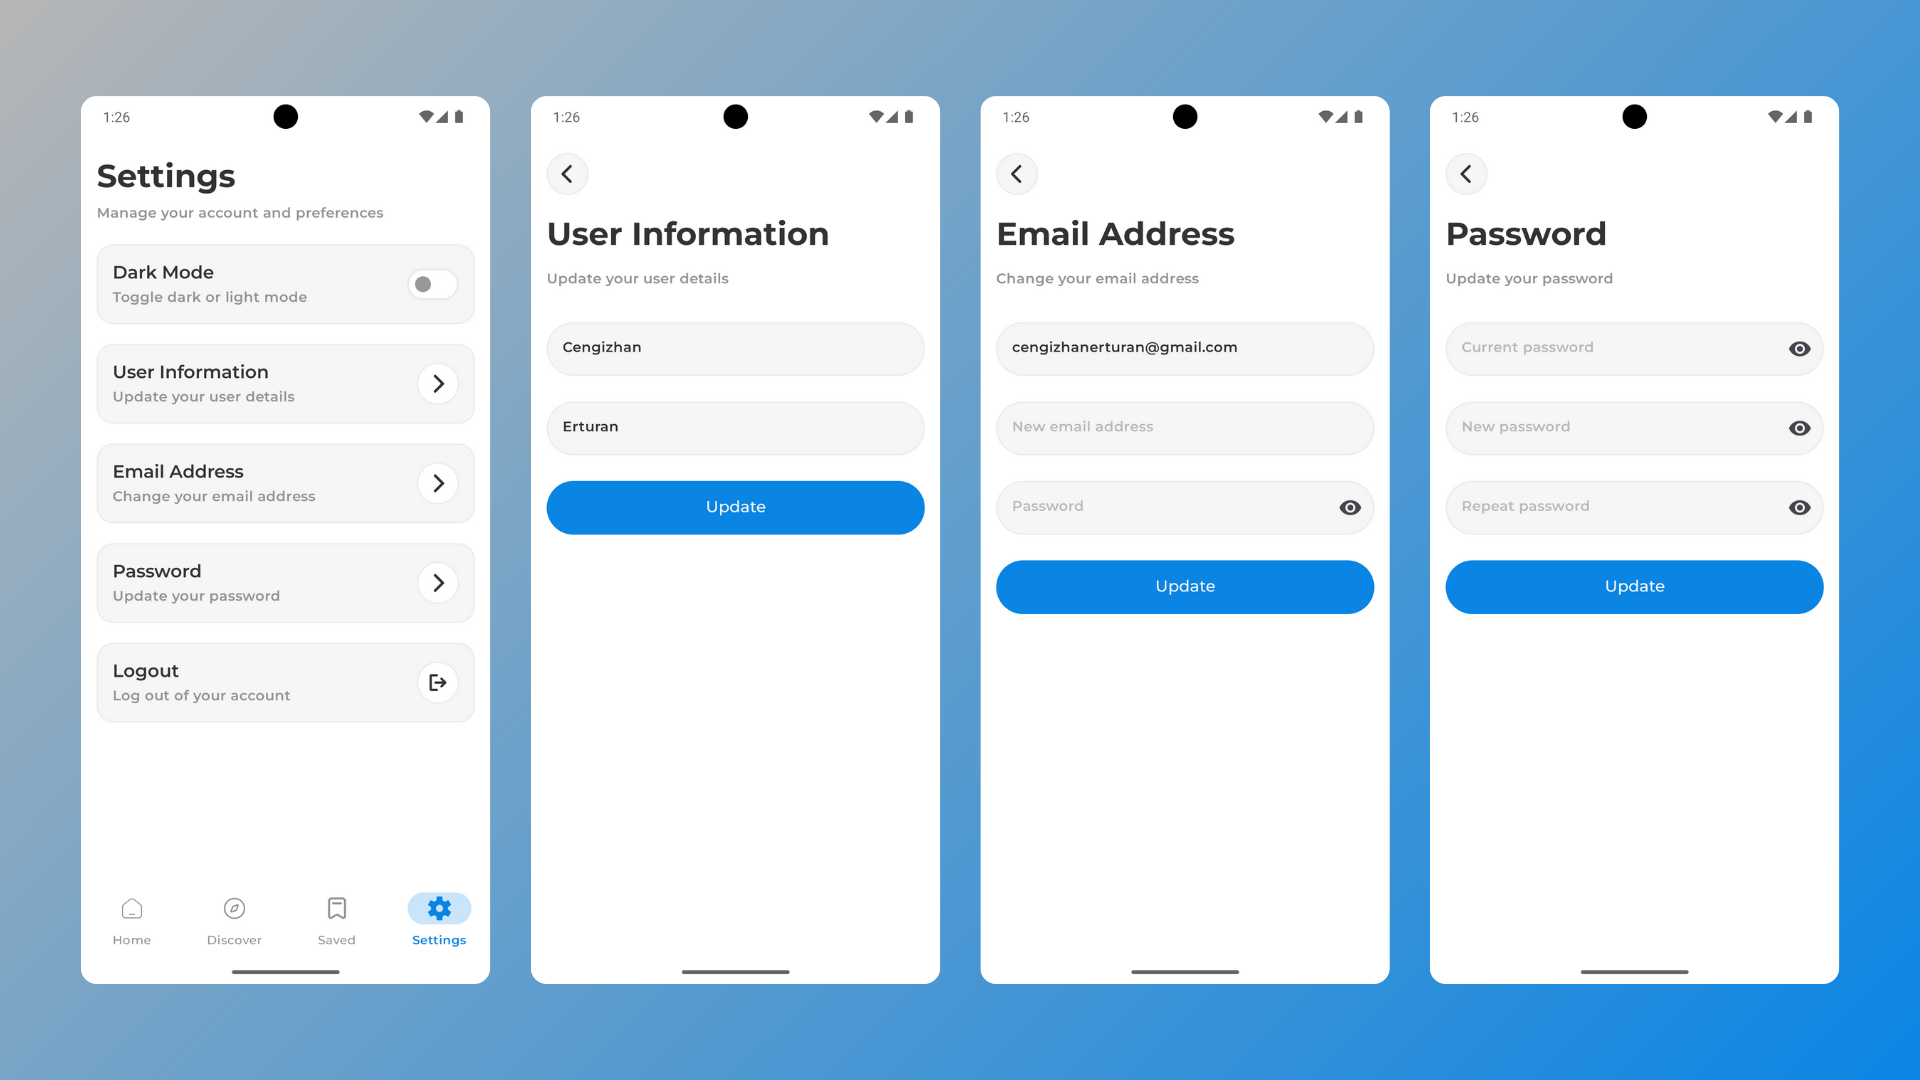 1:26
Settings
Manage your account and preferences
Dark Mode
Toggle dark or light mode
User Information
Update your user details
Email Address
Change your email address
Password
Update your password
Logout
Log out of your account
Home
Discover
Saved
Settings
1:26
User Information
Update your user details
Cengizhan
Erturan
Update
1:26
Email Address
Change your email address
cengizhanerturan@gmail.com
New email address
Password
Update
1:26
Password
Update your password
Current password
New password
Repeat password
Update